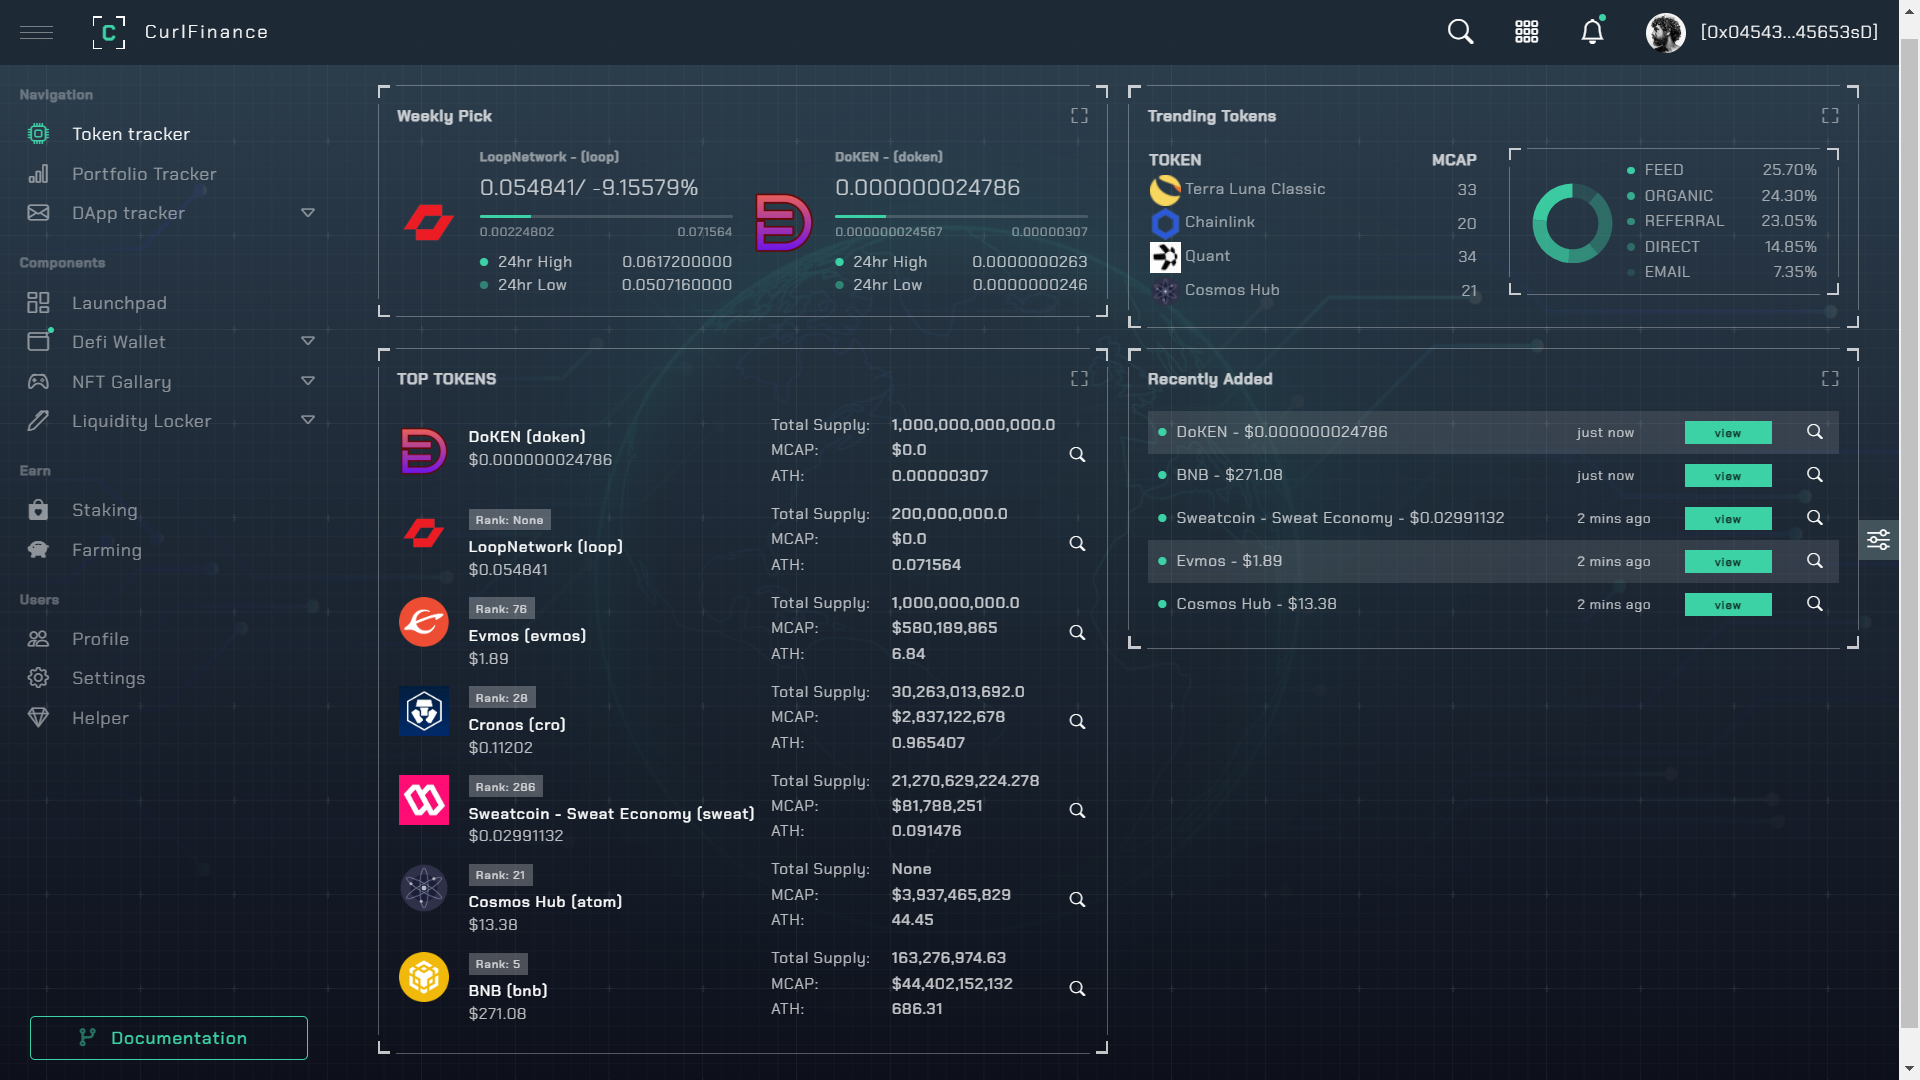 C CurlFinance
[0x04543...45653sD]
Navigation
Token tracker
Portfolio Tracker
DApp tracker
Components
Launchpad
Defi Wallet
NFT Gallary
Liquidity Locker
Earn
Staking
Farming
Users
Profile
Settings
Helper
Documentation
Weekly Pick
LoopNetwork - (loop)
0.054841/ -9.15579%
0.00224802 0.071564
24hr High 0.0617200000
24hr Low 0.0507160000
DoKEN - (doken)
0.000000024786
0.000000024567 0.00000307
24hr High 0.0000000263
24hr Low 0.0000000246
Trending Tokens
TOKEN MCAP
Terra Luna Classic 33
Chainlink 20
Quant 34
Cosmos Hub 21
FEED 25.70%
ORGANIC 24.30%
REFERRAL 23.05%
DIRECT 14.85%
EMAIL 7.35%
TOP TOKENS
DoKEN (doken)
$0.000000024786
Total Supply: 1,000,000,000,000.0
MCAP: $0.0
ATH: 0.00000307
Rank: None
LoopNetwork (loop)
$0.054841
Total Supply: 200,000,000.0
MCAP: $0.0
ATH: 0.071564
Rank: 76
Evmos (evmos)
$1.89
Total Supply: 1,000,000,000.0
MCAP: $580,189,865
ATH: 6.84
Rank: 28
Cronos (cro)
$0.11202
Total Supply: 30,263,013,692.0
MCAP: $2,837,122,678
ATH: 0.965407
Rank: 286
Sweatcoin - Sweat Economy (sweat)
$0.02991132
Total Supply: 21,270,629,224.278
MCAP: $81,788,251
ATH: 0.091476
Rank: 21
Cosmos Hub (atom)
$13.38
Total Supply: None
MCAP: $3,937,465,829
ATH: 44.45
Rank: 5
BNB (bnb)
$271.08
Total Supply: 163,276,974.63
MCAP: $44,402,152,132
ATH: 686.31
Recently Added
DoKEN - $0.000000024786 just now view
BNB - $271.08 just now view
Sweatcoin - Sweat Economy - $0.02991132 2 mins ago view
Evmos - $1.89 2 mins ago view
Cosmos Hub - $13.38 2 mins ago view